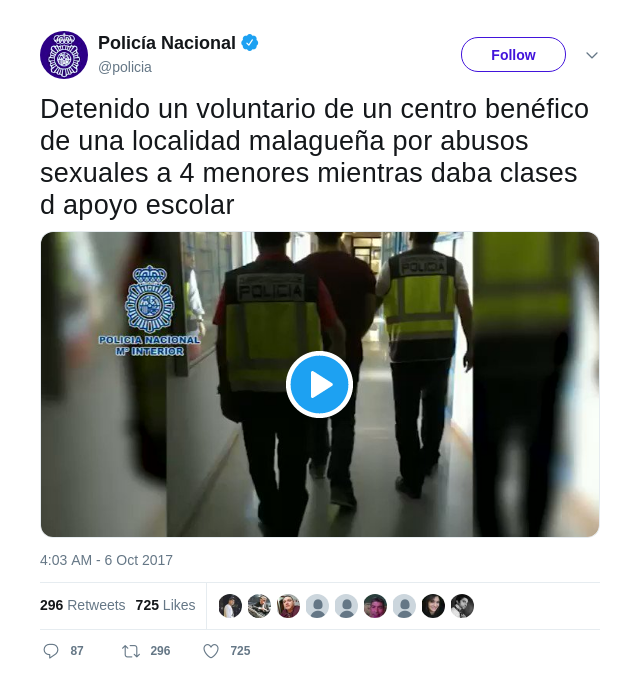 Policía Nacional
@policia
Follow
Detenido un voluntario de un centro benéfico
de una localidad malagueña por abusos
sexuales a 4 menores mientras daba clases
d apoyo escolar
POLICIA
POLICIA
POLICIA NACIONAL
Mº INTERIOR
4:03 AM - 6 Oct 2017
296 Retweets 725 Likes
87 296 725